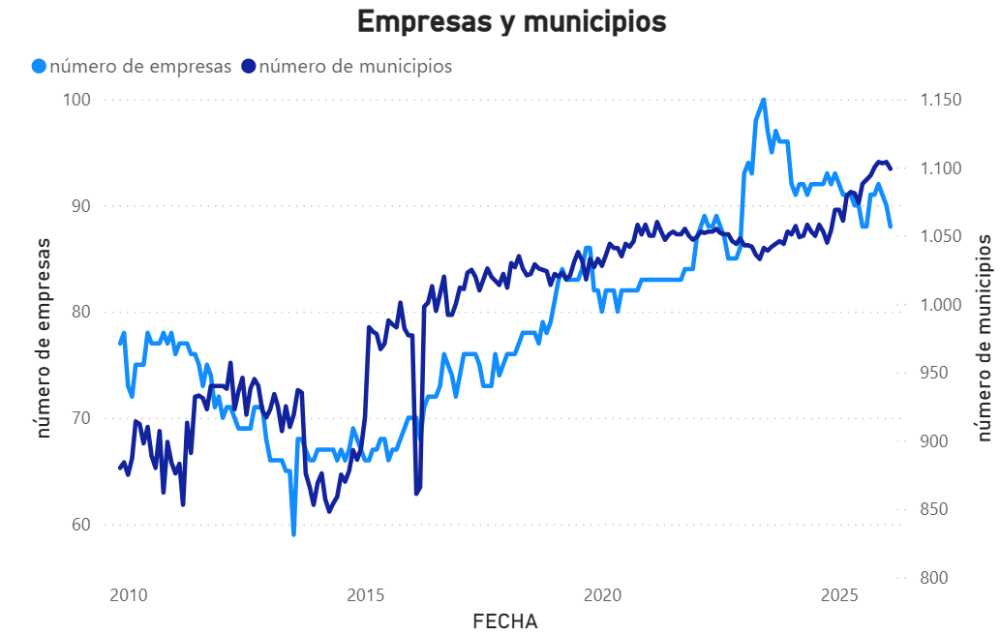 Empresas y municipios
número de empresas número de municipios
100
90
80
70
60
número de empresas
1.150
1.100
1.050
1.000
950
900
850
800
número de municipios
2010 2015 2020 2025
FECHA